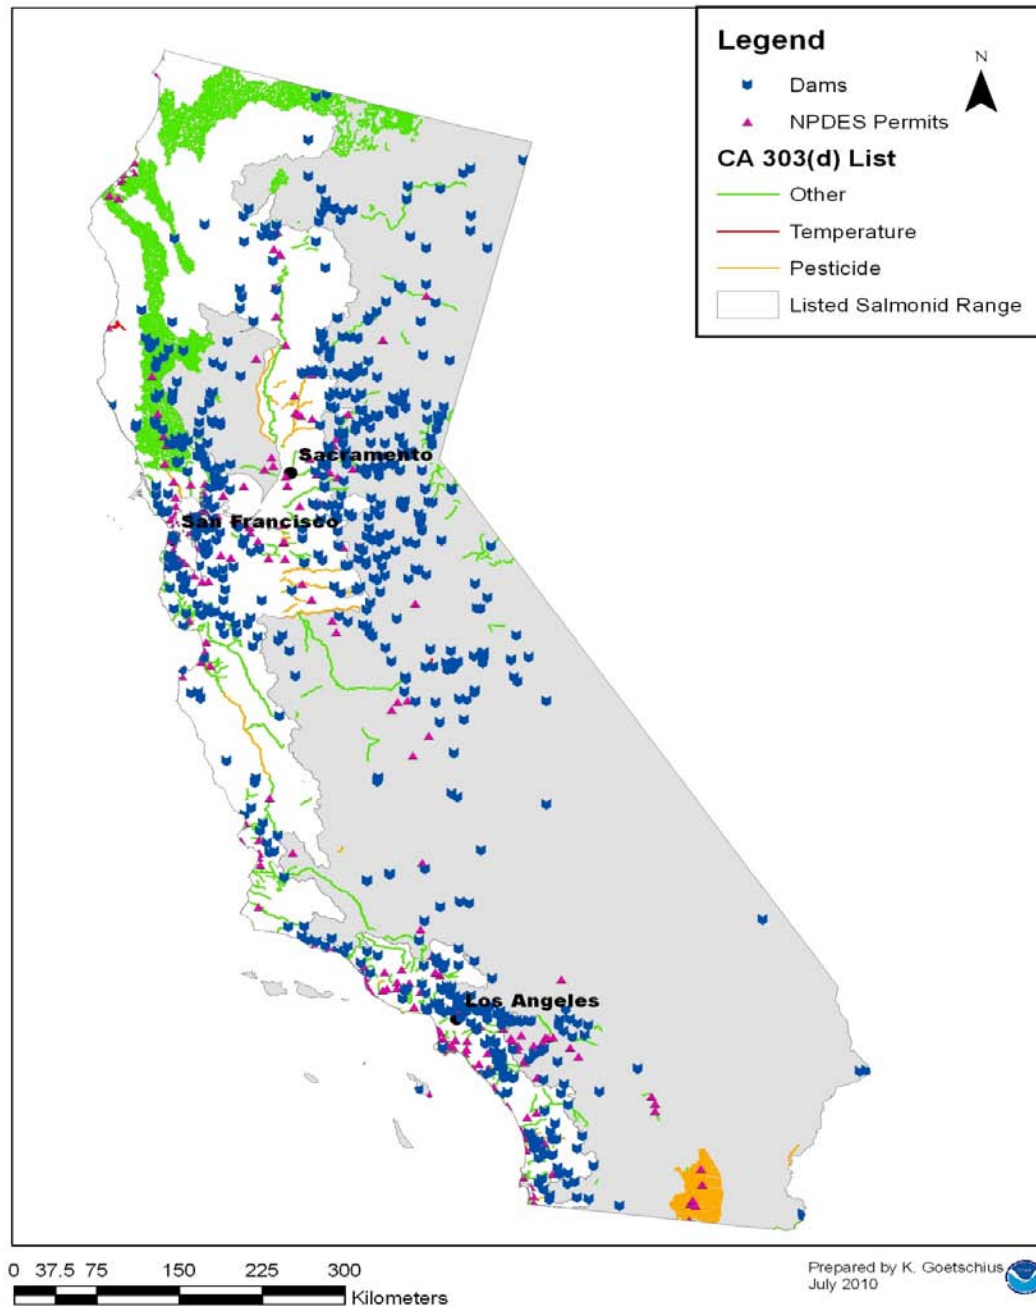 Legend
N
Dams
NPDES Permits
CA 303(d) List
Other
Temperature
Pesticide
Listed Salmonid Range
Sacramento
San Francisco
Los Angeles
0 37.5 75 150 225 300
Kilometers
Prepared by K. Goetschius
July 2010